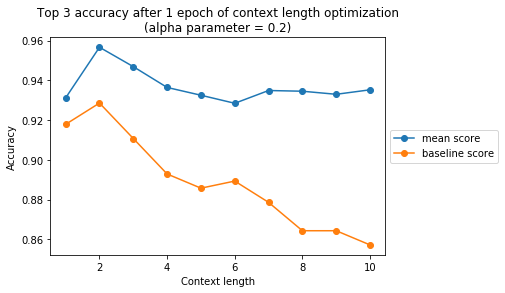 Top 3 accuracy after 1 epoch of context length optimization
(alpha parameter = 0.2)
0.96
0.94
0.92
0.90
0.88
0.86
Accuracy
2
4
6
8
10
Context length
mean score
baseline score